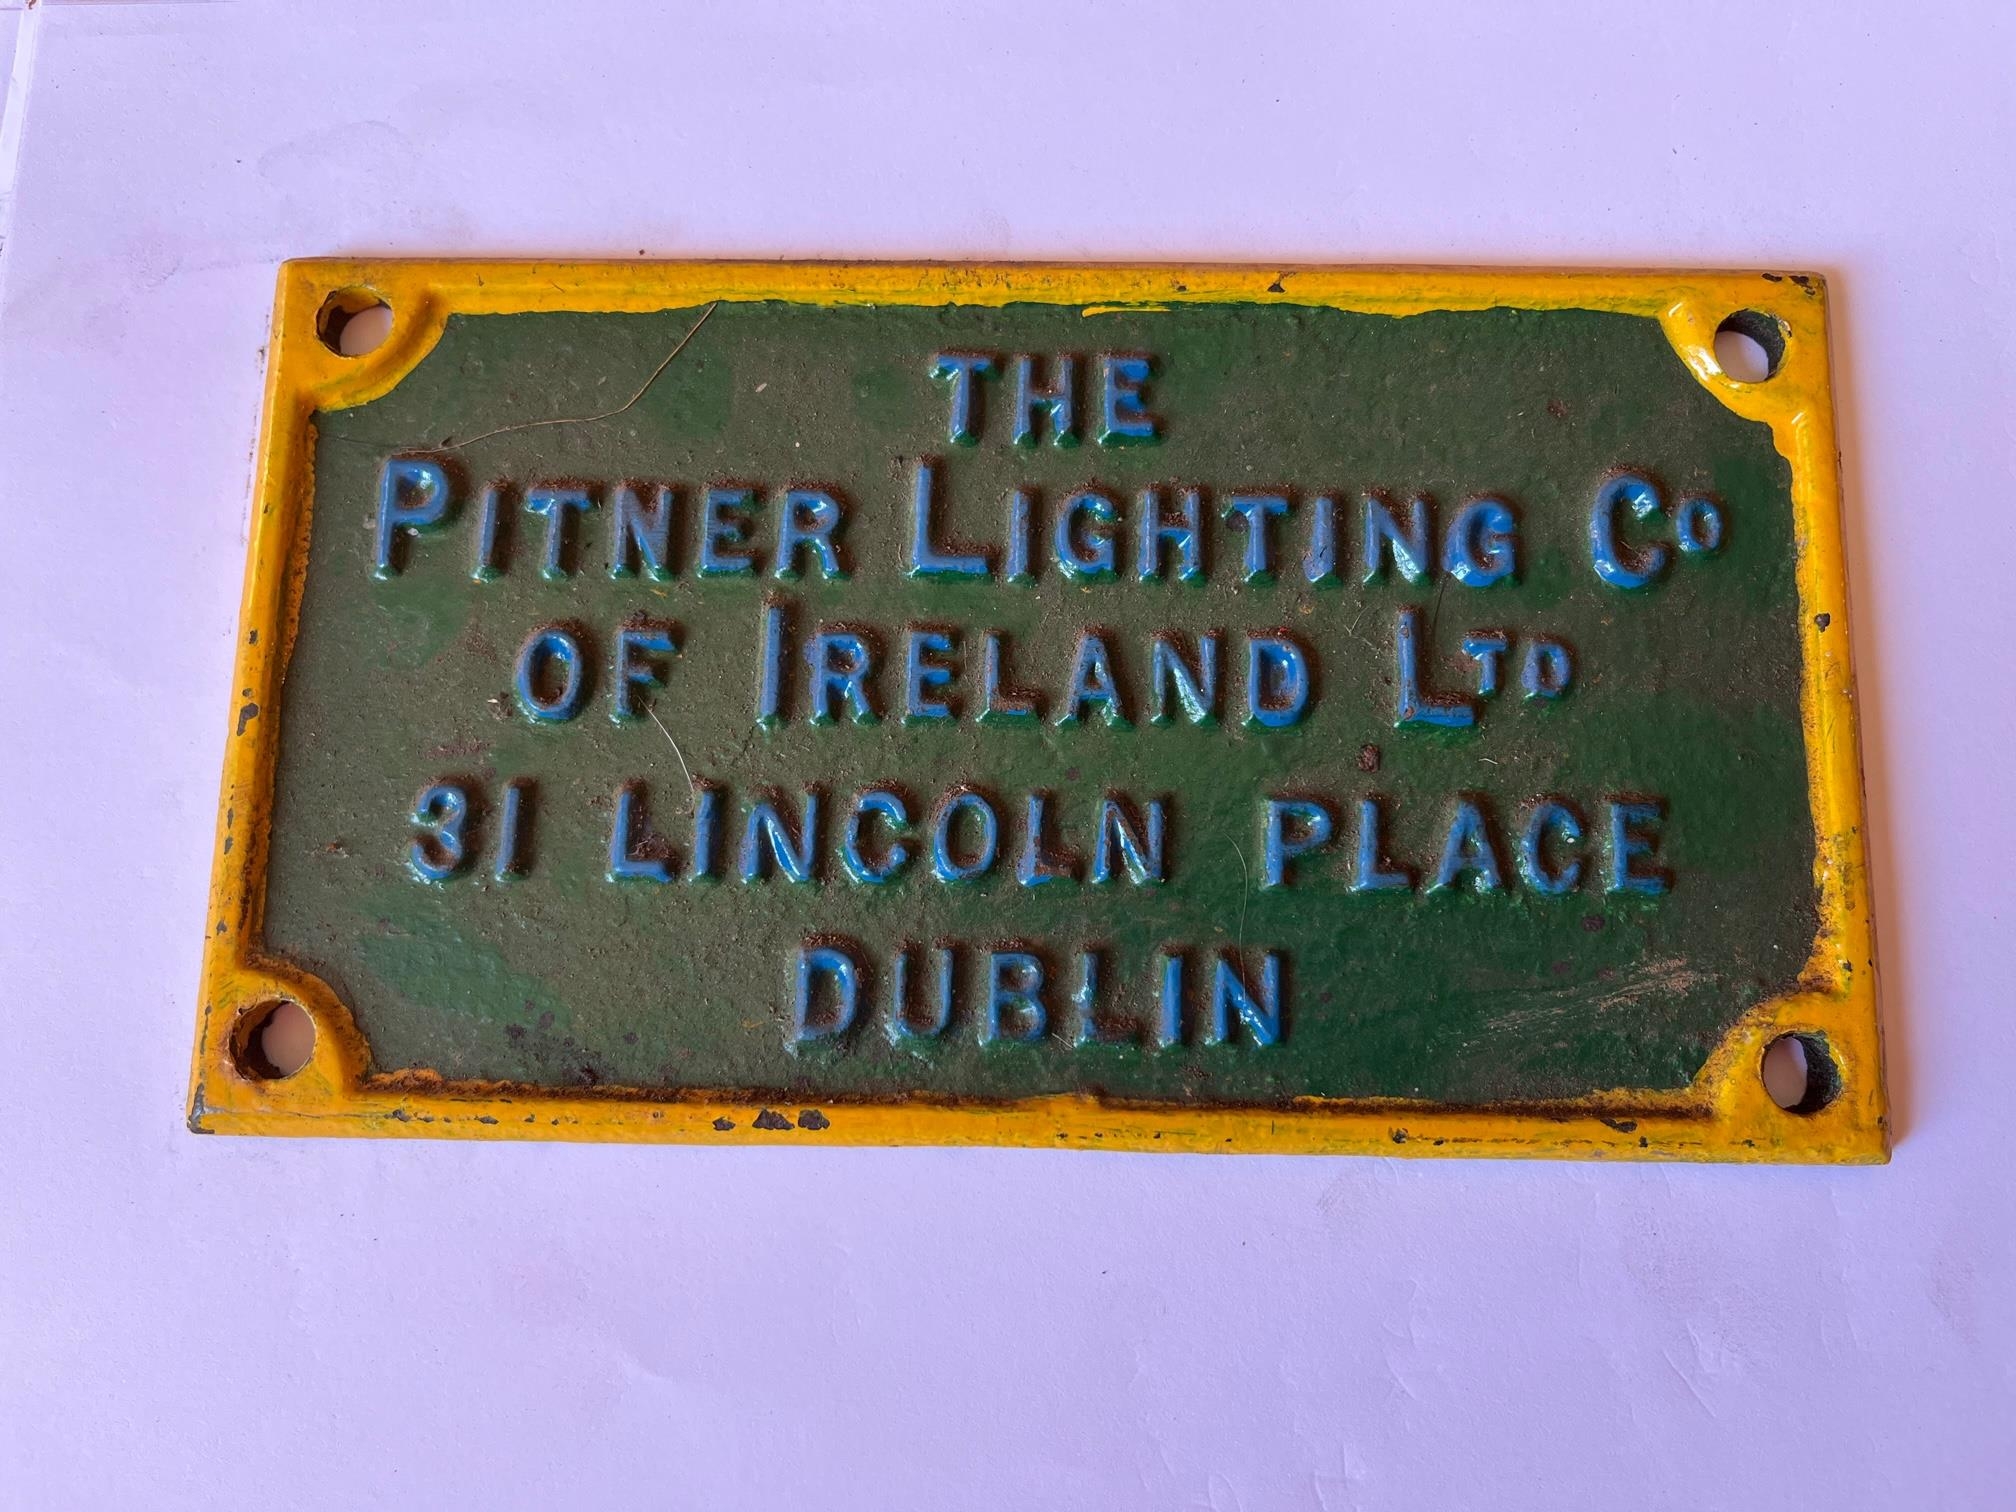 THE
PITNER LIGHTING CO
OF IRELAND LTD
31 LINCOLN PLACE
DUBLIN